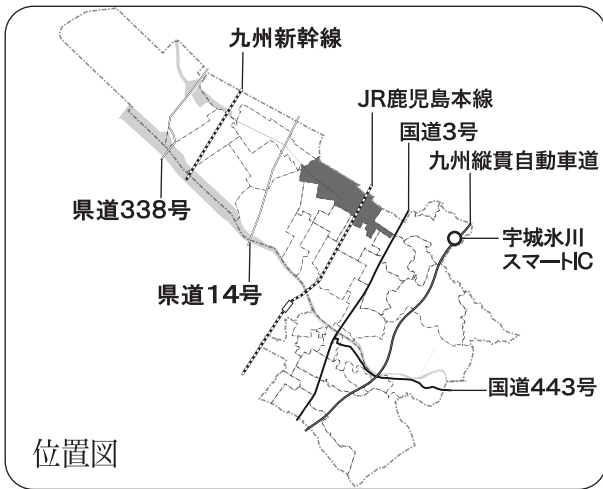 九州新幹線
JR鹿児島本線
国道3号
九州縦貫自動車道
県道338号
宇城氷川
スマートIC
県道14号
国道443号
位置図